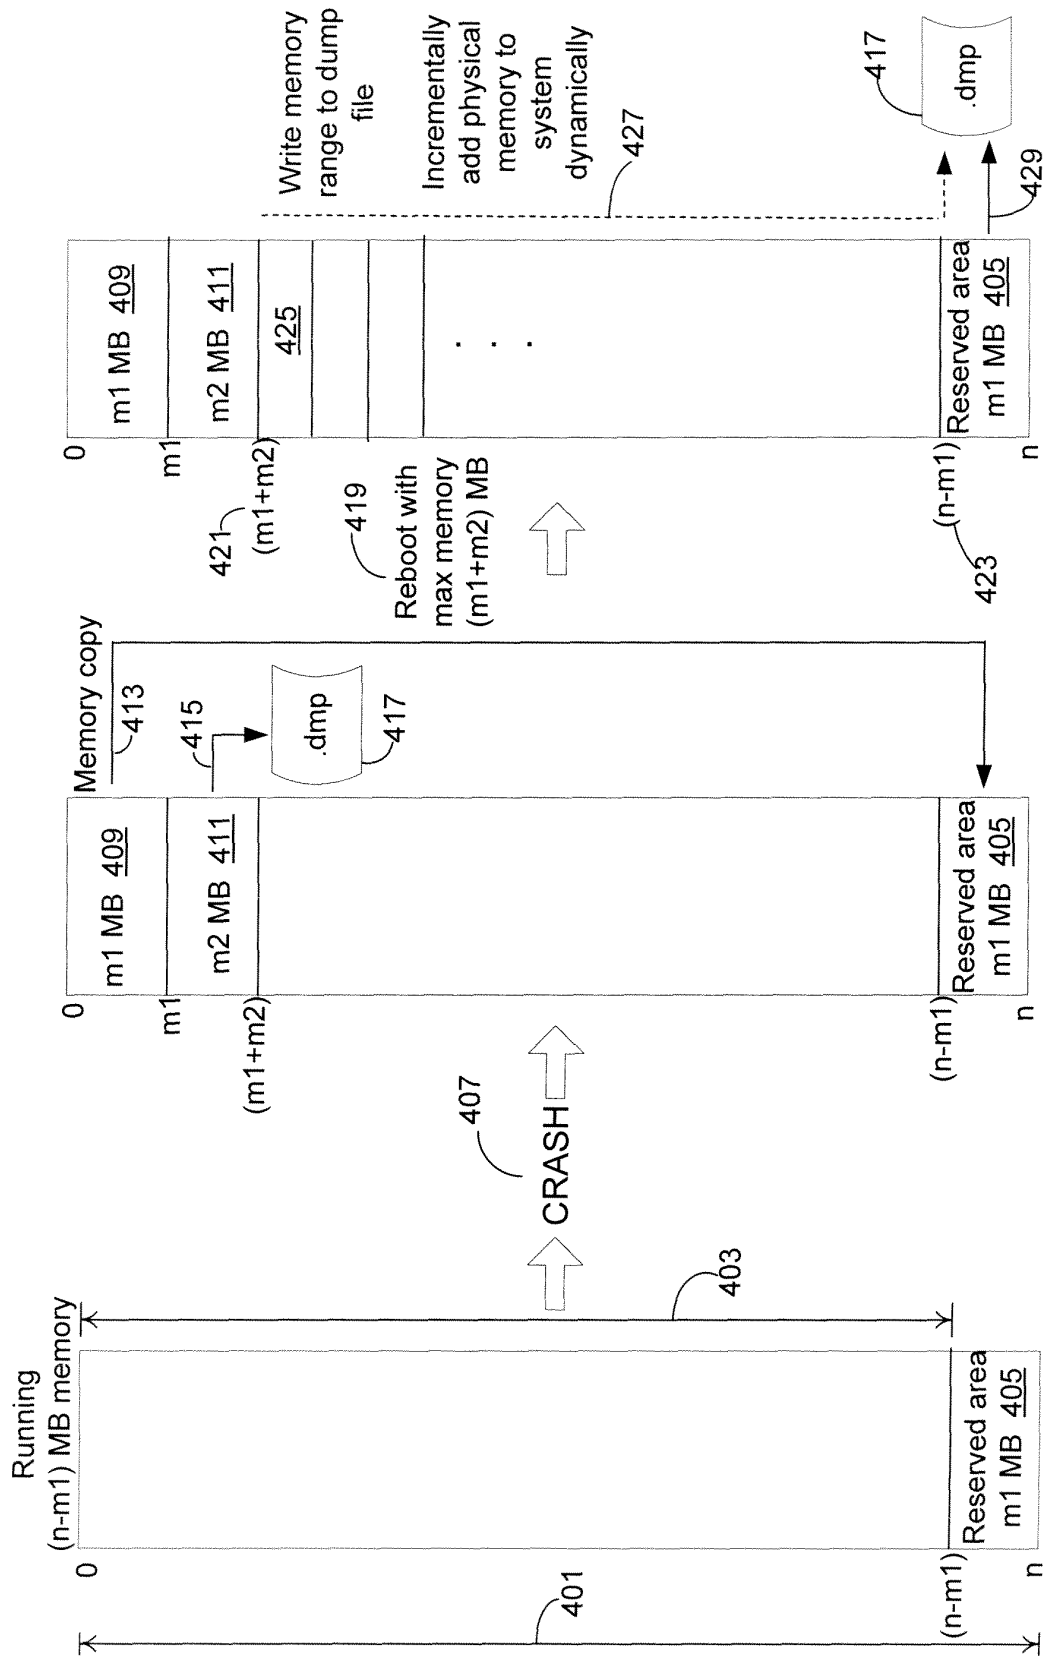 Running
(n-m1) MB memory
0
401
403
(n-m1)
n
Reserved area
m1 MB 405
407
CRASH
0
m1
(m1+m2)
(n-m1)
n
m1 MB 409
m2 MB 411
Reserved area
m1 MB 405
Memory copy
413
415
.dmp
417
419
Reboot with
max memory
(m1+m2) MB
0
m1
421
(m1+m2)
(n-m1)
423
n
m1 MB 409
m2 MB 411
425
. . .
Reserved area
m1 MB 405
Write memory
range to dump
file
Incrementally
add physical
memory to
system
dynamically
427
417
.dmp
429